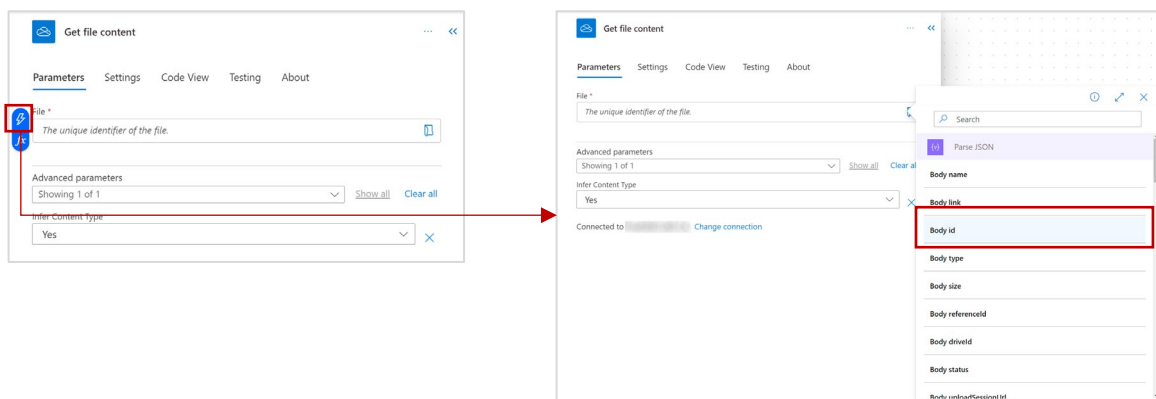 Get file content
Parameters Settings Code View Testing About
File *
fx
The unique identifier of the file.
Advanced parameters
Showing 1 of 1 Show all Clear all
Infer Content Type
Yes
Get file content
Parameters Settings Code View Testing About
File *
The unique identifier of the file.
Advanced parameters
Showing 1 of 1 Show all Clear al
Infer Content Type
Yes
Connected to Change connection
Search
Parse JSON
Body name
Body link
Body id
Body type
Body size
Body referenceId
Body driveId
Body status
Body uploadSessionUrl